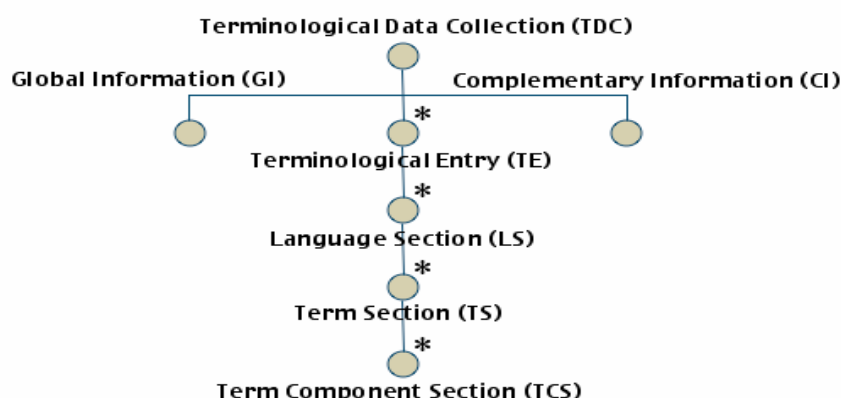 Terminological Data Collection (TDC)
Global Information (GI)
Complementary Information (CI)
*
Terminological Entry (TE)
*
Language Section (LS)
*
Term Section (TS)
*
Term Component Section (TCS)